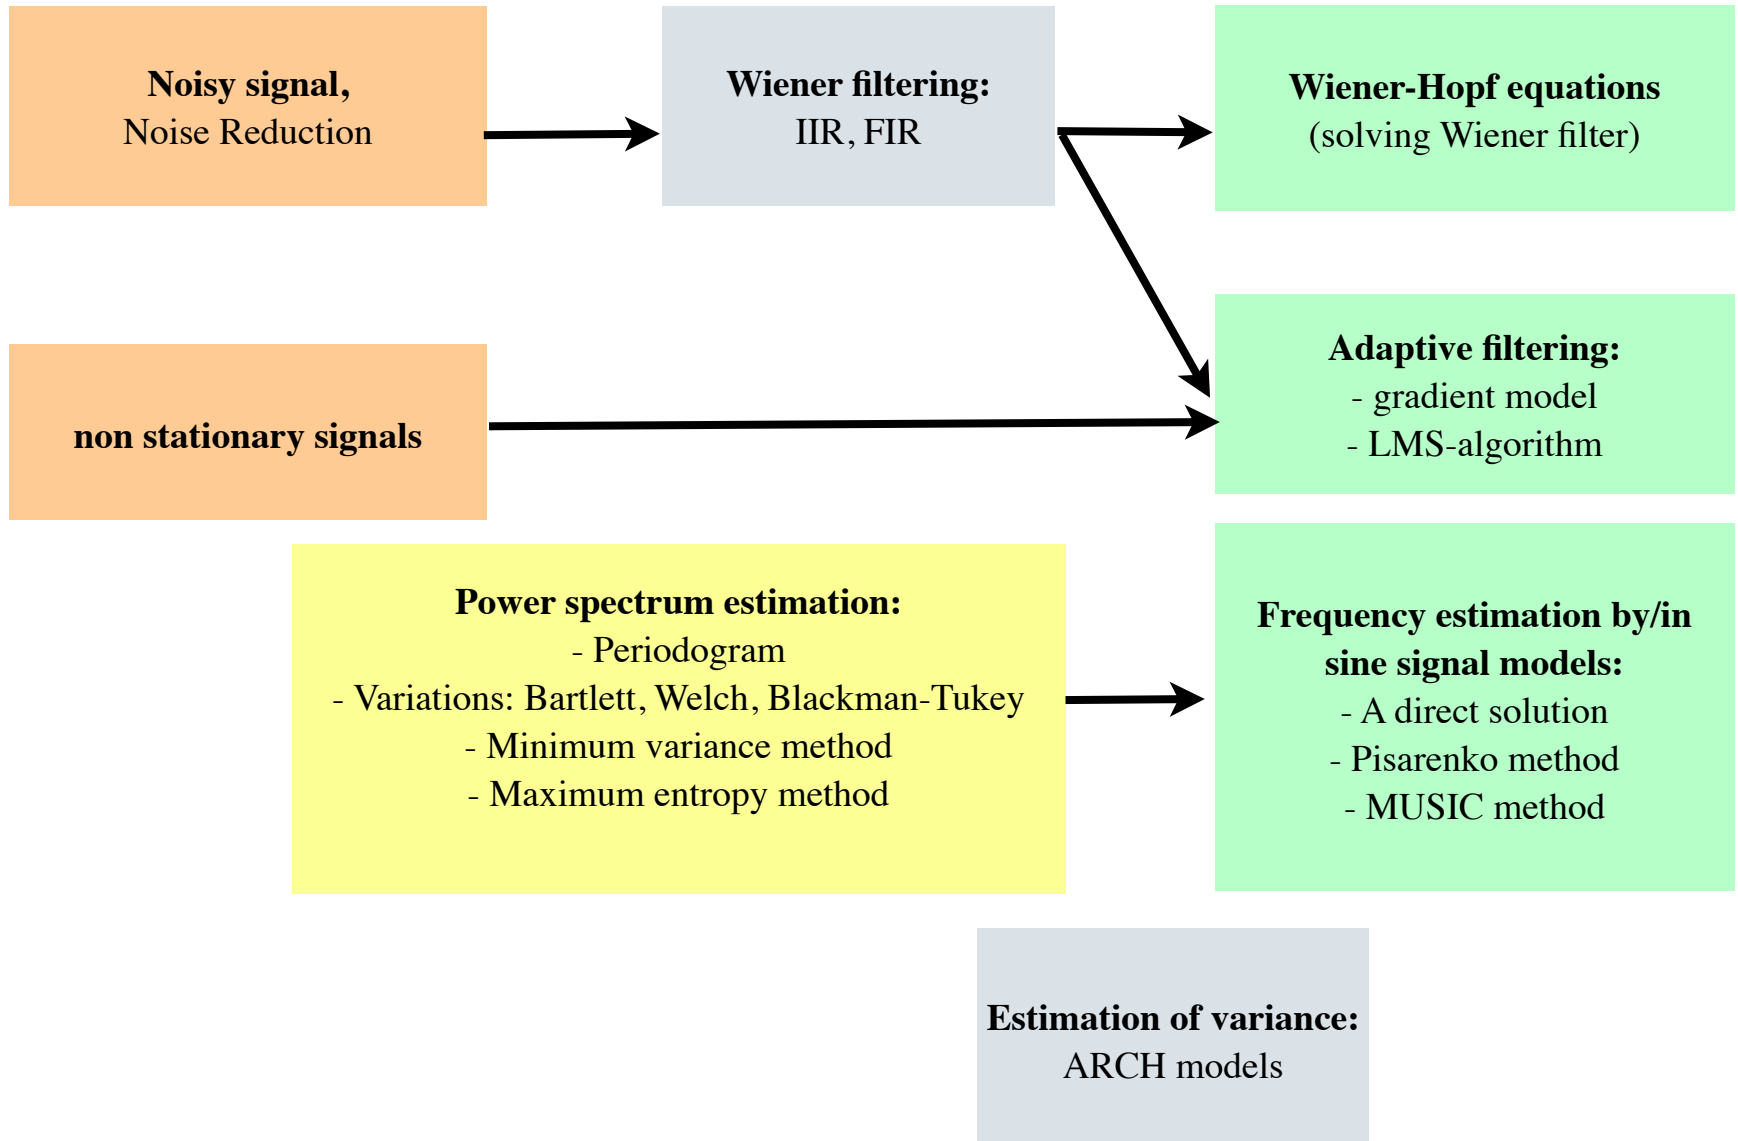 Noisy signal,
Noise Reduction
Wiener filtering:
IIR, FIR
Wiener-Hopf equations
(solving Wiener filter)
non stationary signals
Adaptive filtering:
- gradient model
- LMS-algorithm
Power spectrum estimation:
- Periodogram
- Variations: Bartlett, Welch, Blackman-Tukey
- Minimum variance method
- Maximum entropy method
Frequency estimation by/in
sine signal models:
- A direct solution
- Pisarenko method
- MUSIC method
Estimation of variance:
ARCH models